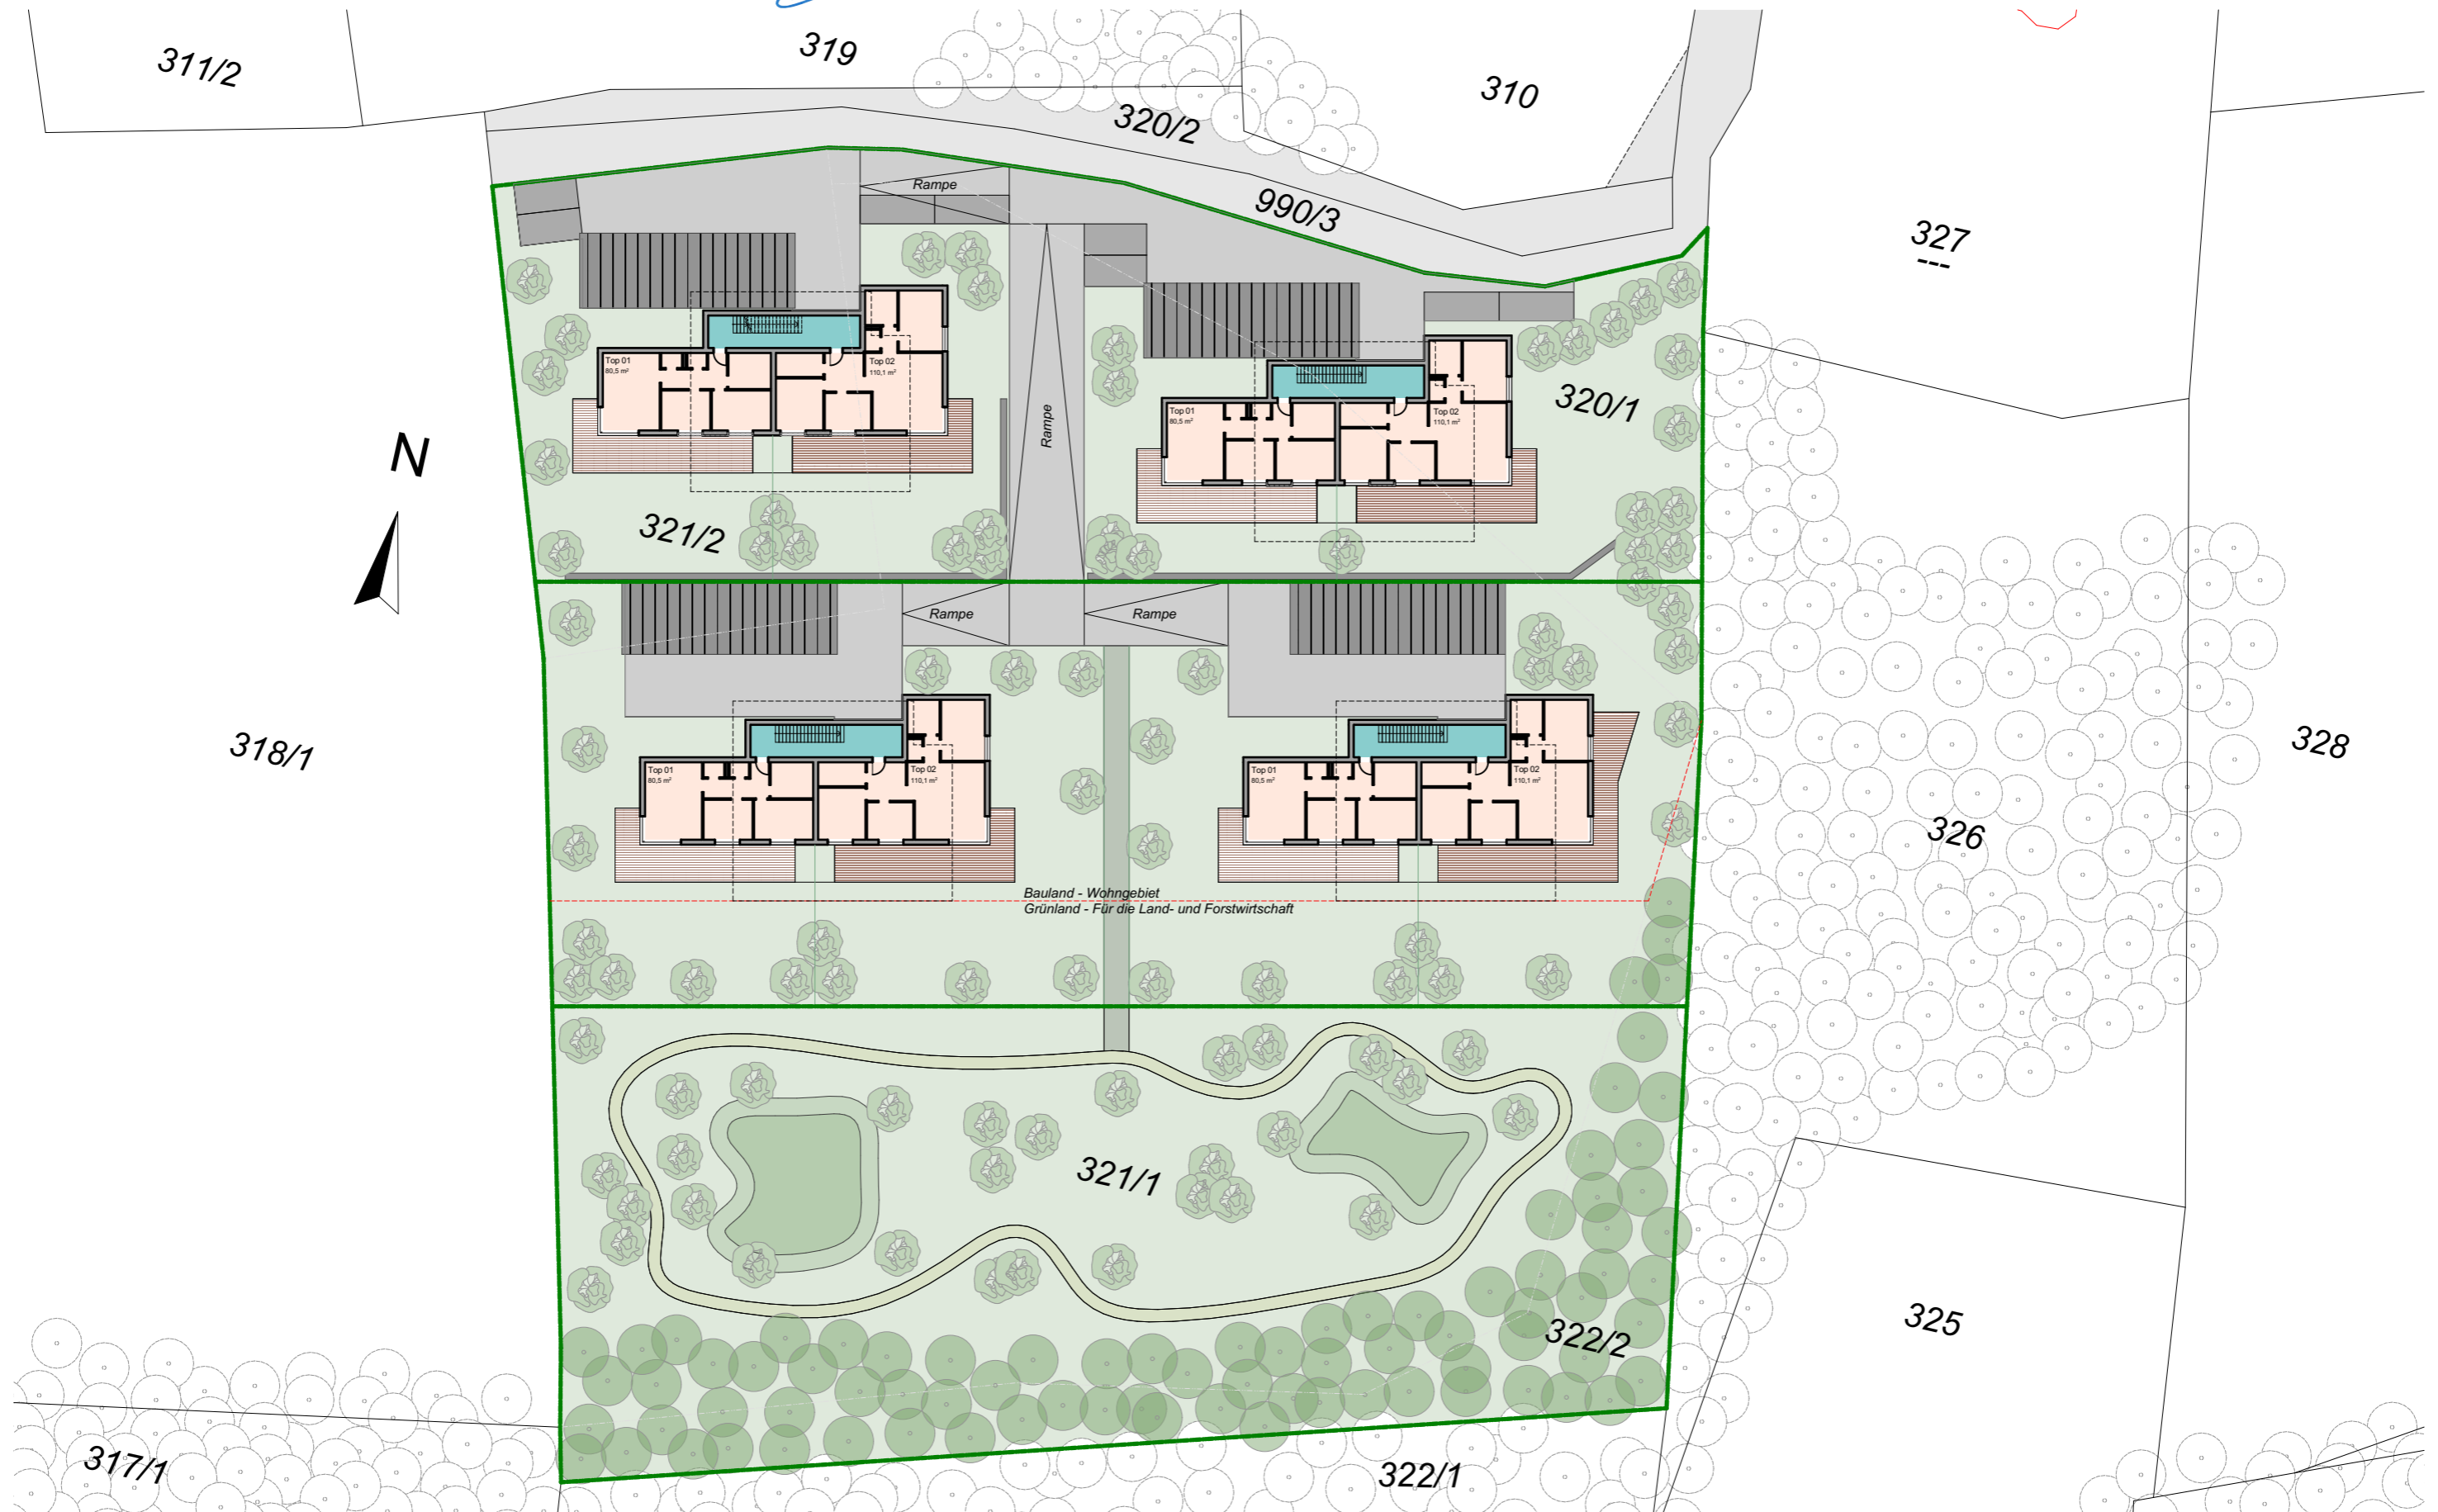 311/2
319
310
320/2
Rampe
990/3
327
---
Top 01
80,5 m²
Top 02
110,1 m²
320/1
Top 01
80,5 m²
Top 02
110,1 m²
Rampe
N
321/2
Rampe
Rampe
318/1
328
Top 01
80,5 m²
Top 02
110,1 m²
Top 01
80,5 m²
Top 02
110,1 m²
326
Bauland - Wohngebiet
Grünland - Für die Land- und Forstwirtschaft
321/1
325
322/2
317/1
322/1